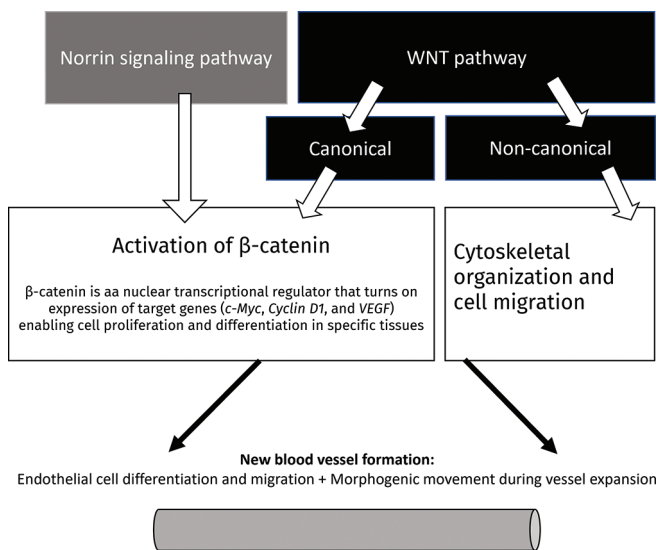 Norrin signaling pathway
WNT pathway
Canonical
Non-canonical
Activation of β-catenin
β-catenin is aa nuclear transcriptional regulator that turns on
expression of target genes (c-Myc, Cyclin D1, and VEGF)
enabling cell proliferation and differentiation in specific tissues
Cytoskeletal
organization and
cell migration
New blood vessel formation:
Endothelial cell differentiation and migration + Morphogenic movement during vessel expansion